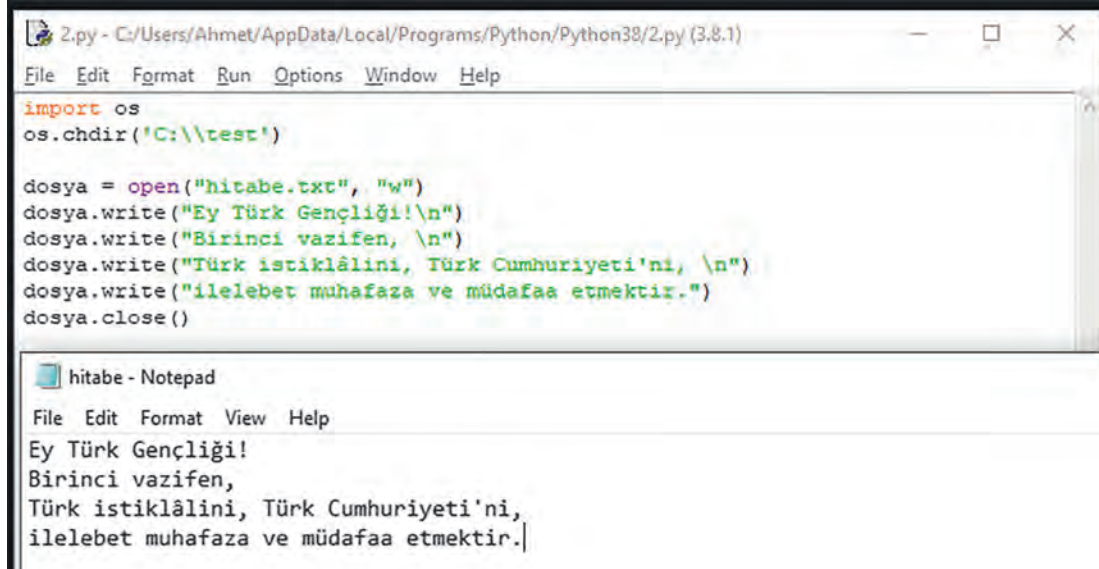 2.py - C:/Users/Ahmet/AppData/Local/Programs/Python/Python38/2.py (3.8.1)
File Edit Format Run Options Window Help
import os
os.chdir('C:\\test')
dosya = open("hitabe.txt", "w")
dosya.write("Ey Türk Gençliği!\n")
dosya.write("Birinci vazifen, \n")
dosya.write("Türk istiklâlini, Türk Cumhuriyeti'ni, \n")
dosya.write("ilelebet muhafaza ve müdafaa etmektir.")
dosya.close()
hitabe - Notepad
File Edit Format View Help
Ey Türk Gençliği!
Birinci vazifen,
Türk istiklâlini, Türk Cumhuriyeti'ni,
ilelebet muhafaza ve müdafaa etmektir.